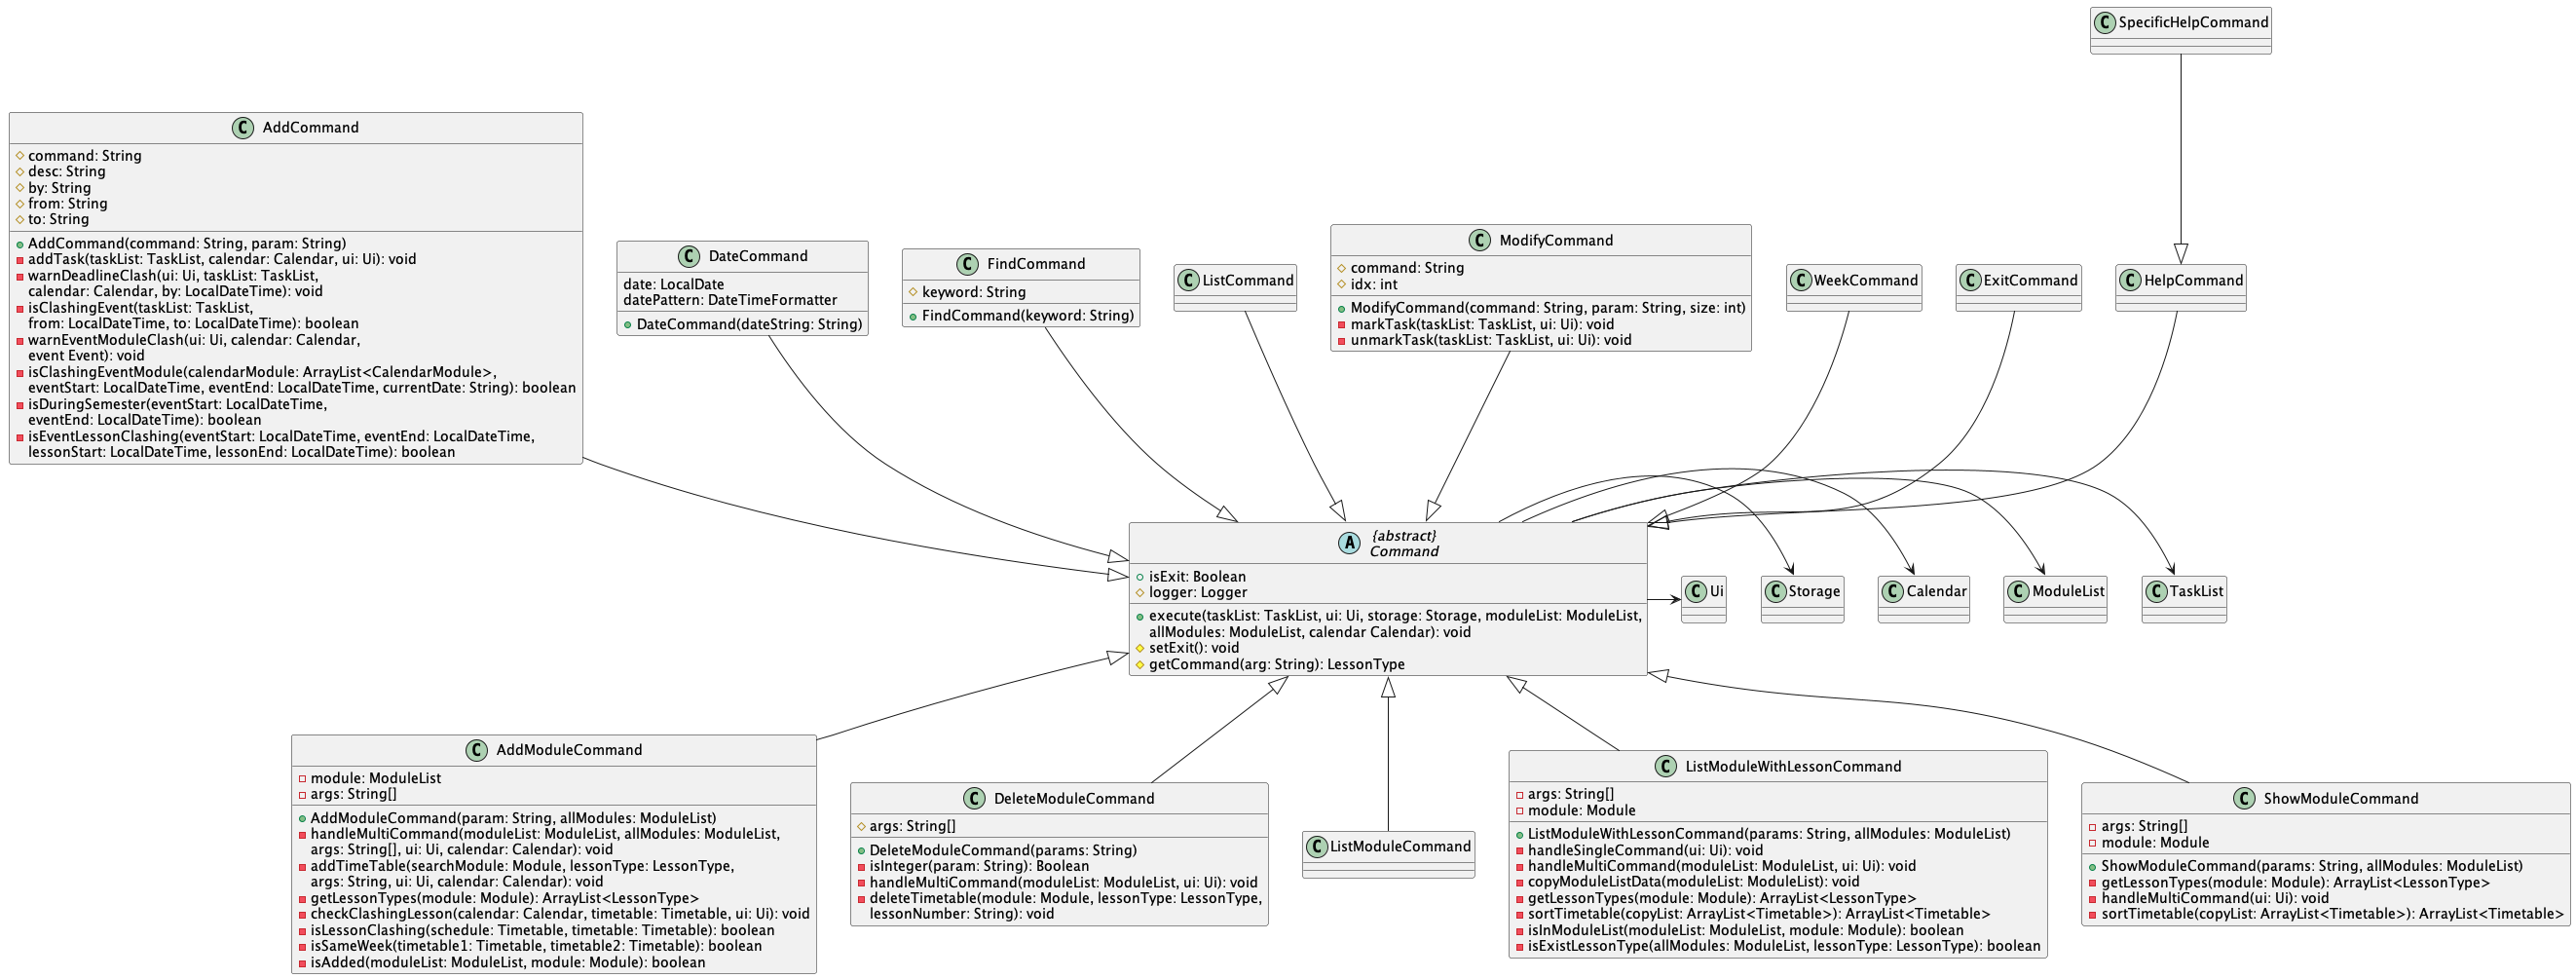 C SpecificHelpCommand
C AddCommand
command: String
desc: String
by: String
from: String
to: String
AddCommand(command: String, param: String)
addTask(taskList: TaskList, calendar: Calendar, ui: Ui): void
warnDeadlineClash(ui: Ui, taskList: TaskList,
calendar: Calendar, by: LocalDateTime): void
isClashingEvent(taskList: TaskList,
from: LocalDateTime, to: LocalDateTime): boolean
warnEventModuleClash(ui: Ui, calendar: Calendar,
event Event): void
isClashingEventModule(calendarModule: ArrayList<CalendarModule>,
eventStart: LocalDateTime, eventEnd: LocalDateTime, currentDate: String): boolean
isDuringSemester(eventStart: LocalDateTime,
eventEnd: LocalDateTime): boolean
isEventLessonClashing(eventStart: LocalDateTime, eventEnd: LocalDateTime,
lessonStart: LocalDateTime, lessonEnd: LocalDateTime): boolean
C DateCommand
date: LocalDate
datePattern: DateTimeFormatter
DateCommand(dateString: String)
C FindCommand
keyword: String
FindCommand(keyword: String)
C ListCommand
C ModifyCommand
command: String
idx: int
ModifyCommand(command: String, param: String, size: int)
markTask(taskList: TaskList, ui: Ui): void
unmarkTask(taskList: TaskList, ui: Ui): void
C WeekCommand
C ExitCommand
C HelpCommand
A {abstract}
Command
isExit: Boolean
logger: Logger
execute(taskList: TaskList, ui: Ui, storage: Storage, moduleList: ModuleList,
allModules: ModuleList, calendar Calendar): void
setExit(): void
getCommand(arg: String): LessonType
C Ui
C Storage
C Calendar
C ModuleList
C TaskList
C AddModuleCommand
module: ModuleList
args: String[]
AddModuleCommand(param: String, allModules: ModuleList)
handleMultiCommand(moduleList: ModuleList, allModules: ModuleList,
args: String[], ui: Ui, calendar: Calendar): void
addTimeTable(searchModule: Module, lessonType: LessonType,
args: String, ui: Ui, calendar: Calendar): void
getLessonTypes(module: Module): ArrayList<LessonType>
checkClashingLesson(calendar: Calendar, timetable: Timetable, ui: Ui): void
isLessonClashing(schedule: Timetable, timetable: Timetable): boolean
isSameWeek(timetable1: Timetable, timetable2: Timetable): boolean
isAdded(moduleList: ModuleList, module: Module): boolean
C DeleteModuleCommand
args: String[]
DeleteModuleCommand(params: String)
isInteger(param: String): Boolean
handleMultiCommand(moduleList: ModuleList, ui: Ui): void
deleteTimetable(module: Module, lessonType: LessonType,
lessonNumber: String): void
C ListModuleCommand
C ListModuleWithLessonCommand
args: String[]
module: Module
ListModuleWithLessonCommand(params: String, allModules: ModuleList)
handleSingleCommand(ui: Ui): void
handleMultiCommand(moduleList: ModuleList, ui: Ui): void
copyModuleListData(moduleList: ModuleList): void
getLessonTypes(module: Module): ArrayList<LessonType>
sortTimetable(copyList: ArrayList<Timetable>): ArrayList<Timetable>
isInModuleList(moduleList: ModuleList, module: Module): boolean
isExistLessonType(allModules: ModuleList, lessonType: LessonType): boolean
C ShowModuleCommand
args: String[]
module: Module
ShowModuleCommand(params: String, allModules: ModuleList)
getLessonTypes(module: Module): ArrayList<LessonType>
handleMultiCommand(ui: Ui): void
sortTimetable(copyList: ArrayList<Timetable>): ArrayList<Timetable>